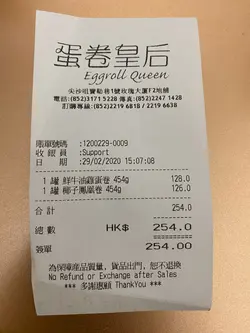 蛋卷皇后
Eggroll Queen
尖沙咀寶勒巷1號玫瑰大廈F2地舖
電話:(852)3171 5228 傳真:(852)2247 1428
訂購專線:(852)2219 6818 / 2219 6638
賬單號碼 :1200229-0009
收銀員 :Support
日期 :29/02/2020 15:07:08
1 罐 鮮牛油雞蛋卷 454g 128.0
1 罐 椰子鳳凰卷 454g 126.0
合計 254.0
總數 HK$ 254.0
簽單 254.00
為保障產品質量，貨品出門，恕不退換
No Refund or Exchange after Sales
*** 多謝惠顧 ThankYou ***